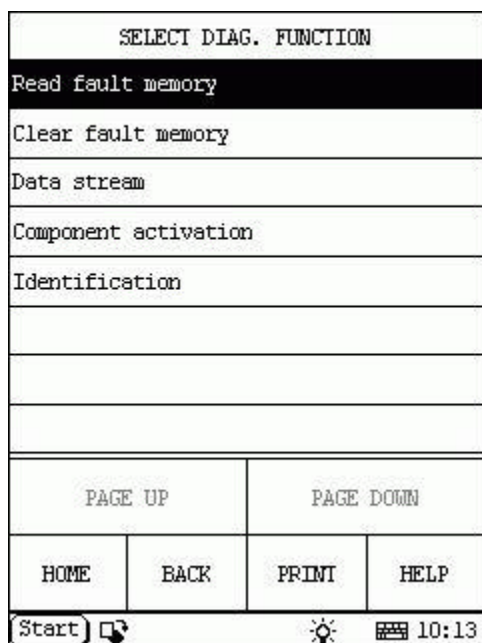 SELECT DIAG. FUNCTION
Read fault memory
Clear fault memory
Data stream
Component activation
Identification
PAGE UP PAGE DOWN
HOME BACK PRINT HELP
Start 10:13